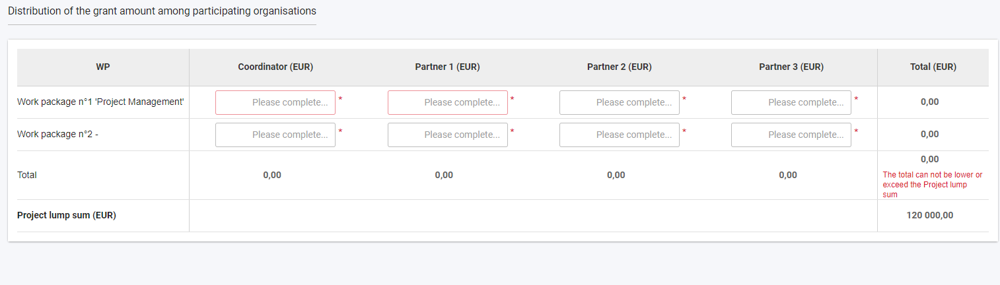 Distribution of the grant amount among participating organisations
WP Coordinator (EUR) Partner 1 (EUR) Partner 2 (EUR) Partner 3 (EUR) Total (EUR)
Work package n°1 'Project Management' Please complete... * Please complete... * Please complete... * Please complete... * 0,00
Work package n°2 - Please complete... * Please complete... * Please complete... * Please complete... * 0,00
Total 0,00 0,00 0,00 0,00 0,00
The total can not be lower or
exceed the Project lump
sum
Project lump sum (EUR) 120 000,00